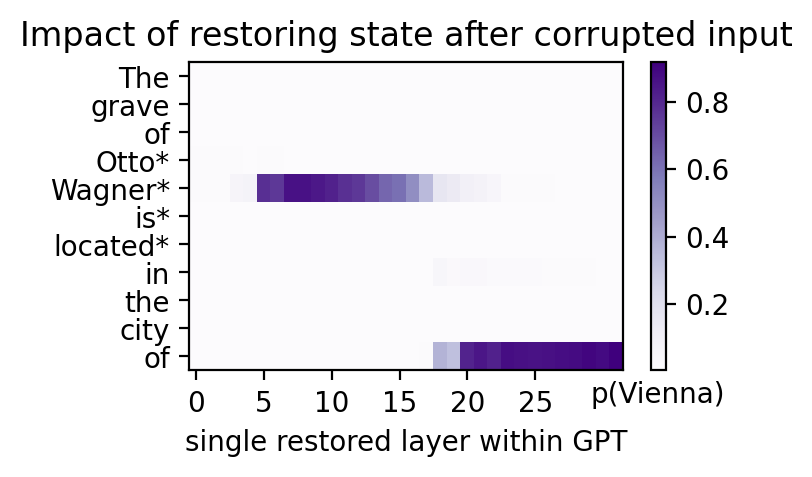 Impact of restoring state after corrupted input
The
grave
of
Otto*
Wagner*
is*
located*
in
the
city
of
0 5 10 15 20 25
single restored layer within GPT
0.8
0.6
0.4
0.2
p(Vienna)